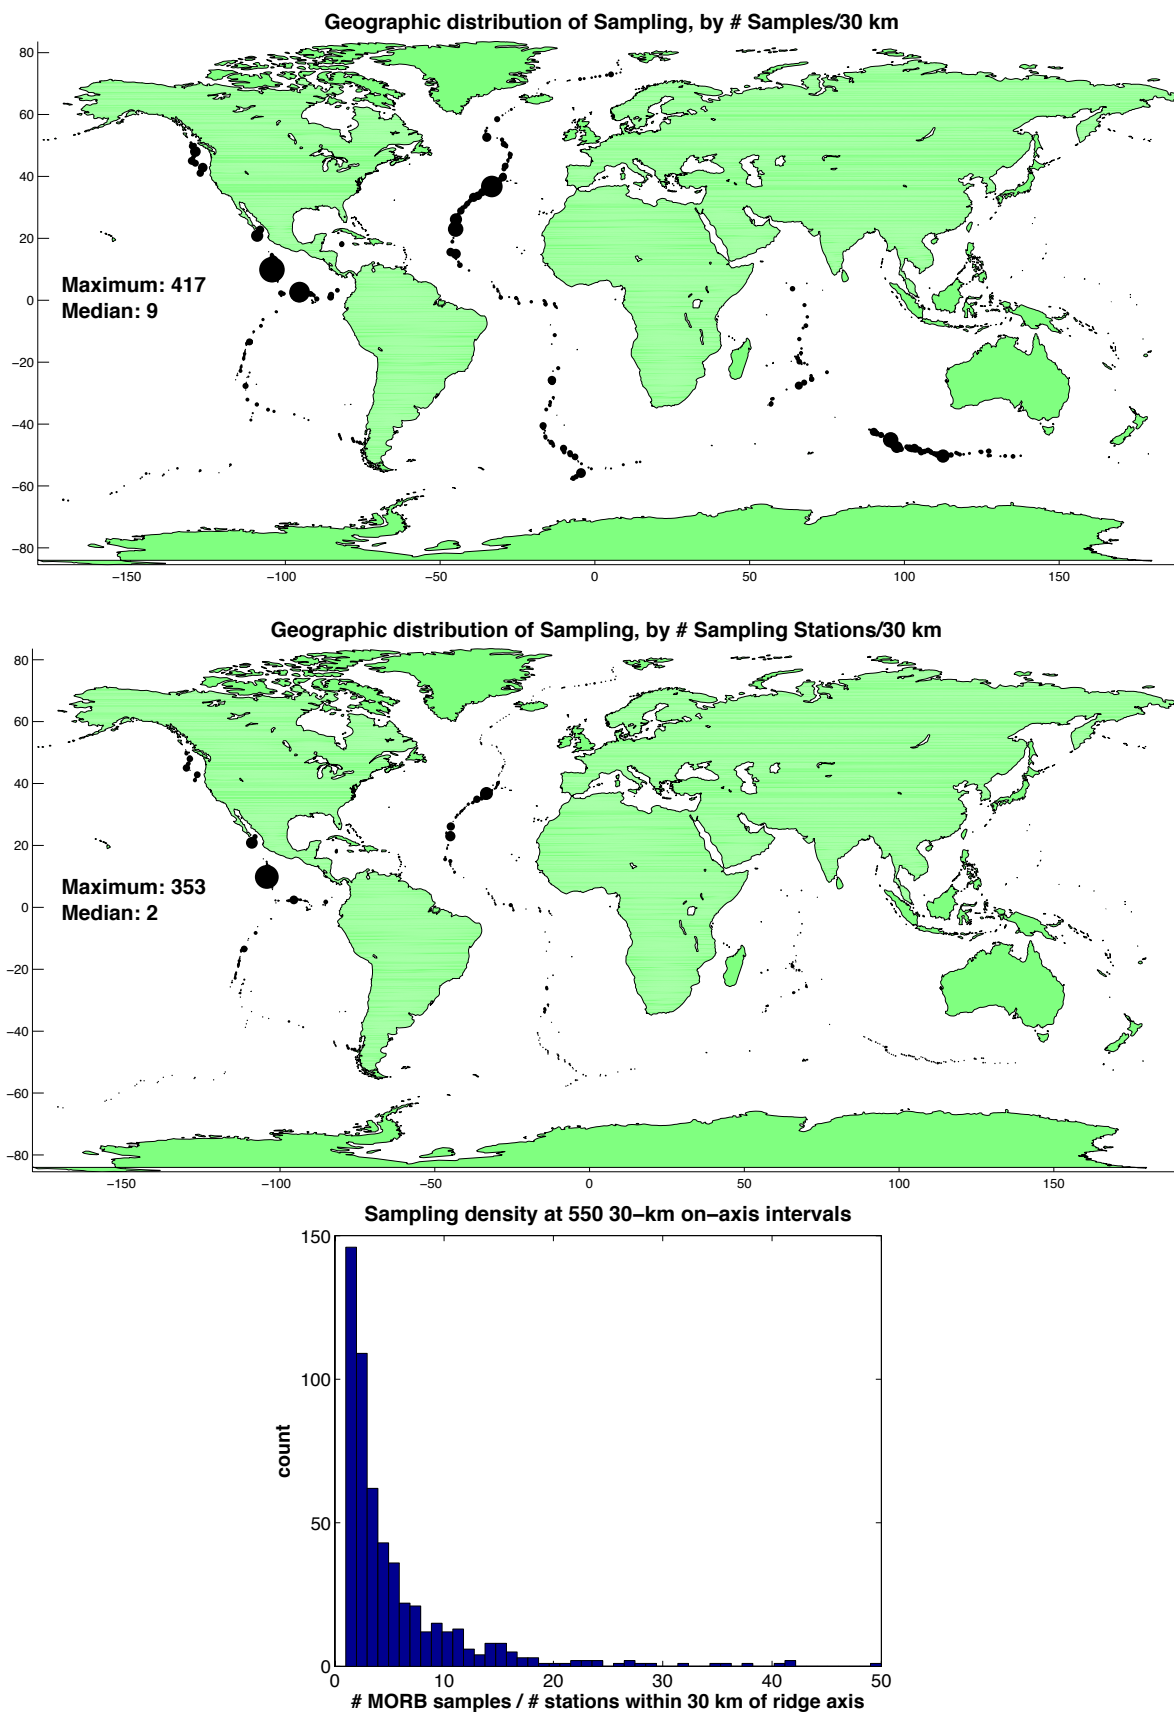 Geographic distribution of Sampling, by # Samples/30 km
80
60
40
20
0
−20
−40
−60
−80
Maximum: 417
Median: 9
−150 −100 −50 0 50 100 150
Geographic distribution of Sampling, by # Sampling Stations/30 km
80
60
40
20
0
−20
−40
−60
−80
Maximum: 353
Median: 2
−150 −100 −50 0 50 100 150
Sampling density at 550 30−km on−axis intervals
150
100
50
0
count
0 10 20 30 40 50
# MORB samples / # stations within 30 km of ridge axis